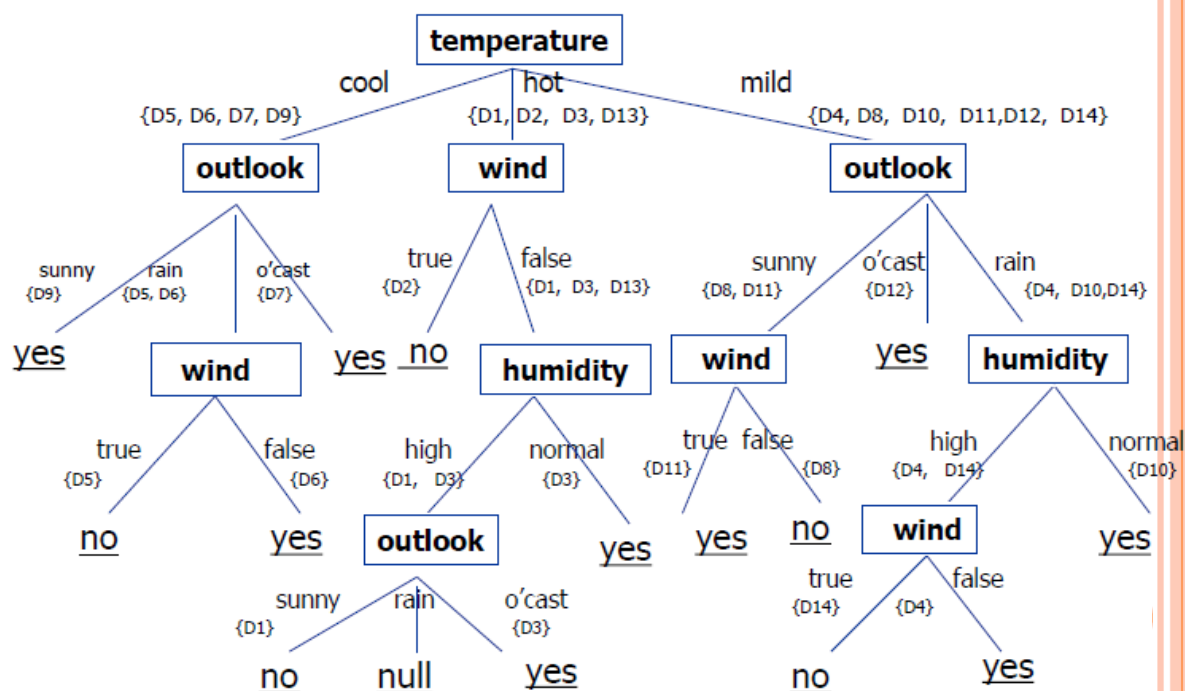 temperature
cool hot mild
{D5, D6, D7, D9} {D1, D2, D3, D13} {D4, D8, D10, D11,D12, D14}
outlook wind outlook
sunny rain o'cast true false sunny o'cast rain
{D9} {D5, D6} {D7} {D2} {D1, D3, D13} {D8, D11} {D12} {D4, D10,D14}
yes wind yes no humidity wind yes humidity
true false high normal true false high normal
{D5} {D6} {D1, D3} {D3} {D11} {D8} {D4, D14} {D10}
no yes outlook yes yes no wind yes
sunny rain o'cast true false
{D1} {D3} {D14} {D4}
no null yes no yes